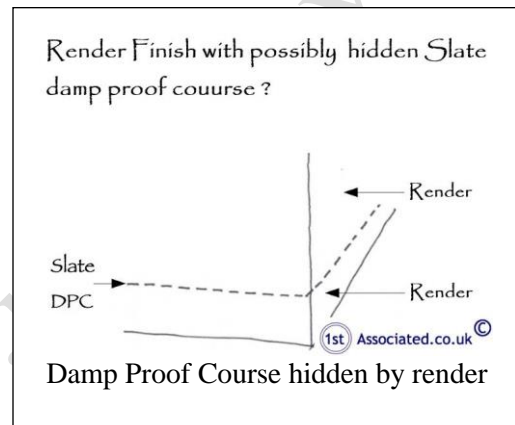 Render Finish with possibly hidden Slate
damp proof couurse ?
Render
Slate
DPC
Render
1st Associated.co.uk ©
Damp Proof Course hidden by render